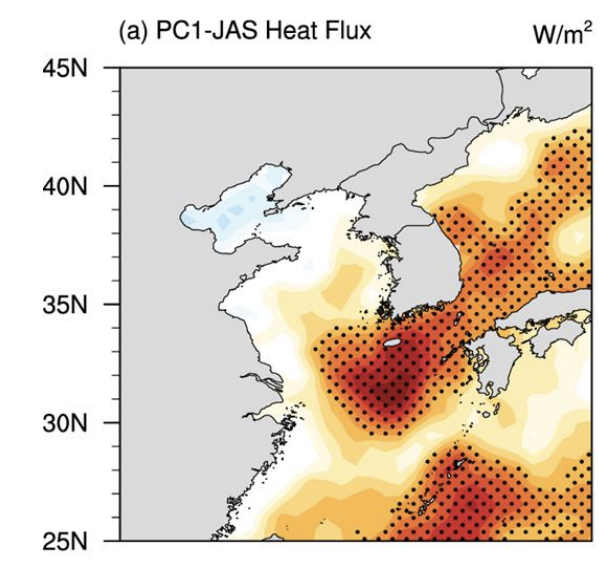 (a) PC1-JAS Heat Flux W/m²
45N
40N
35N
30N
25N